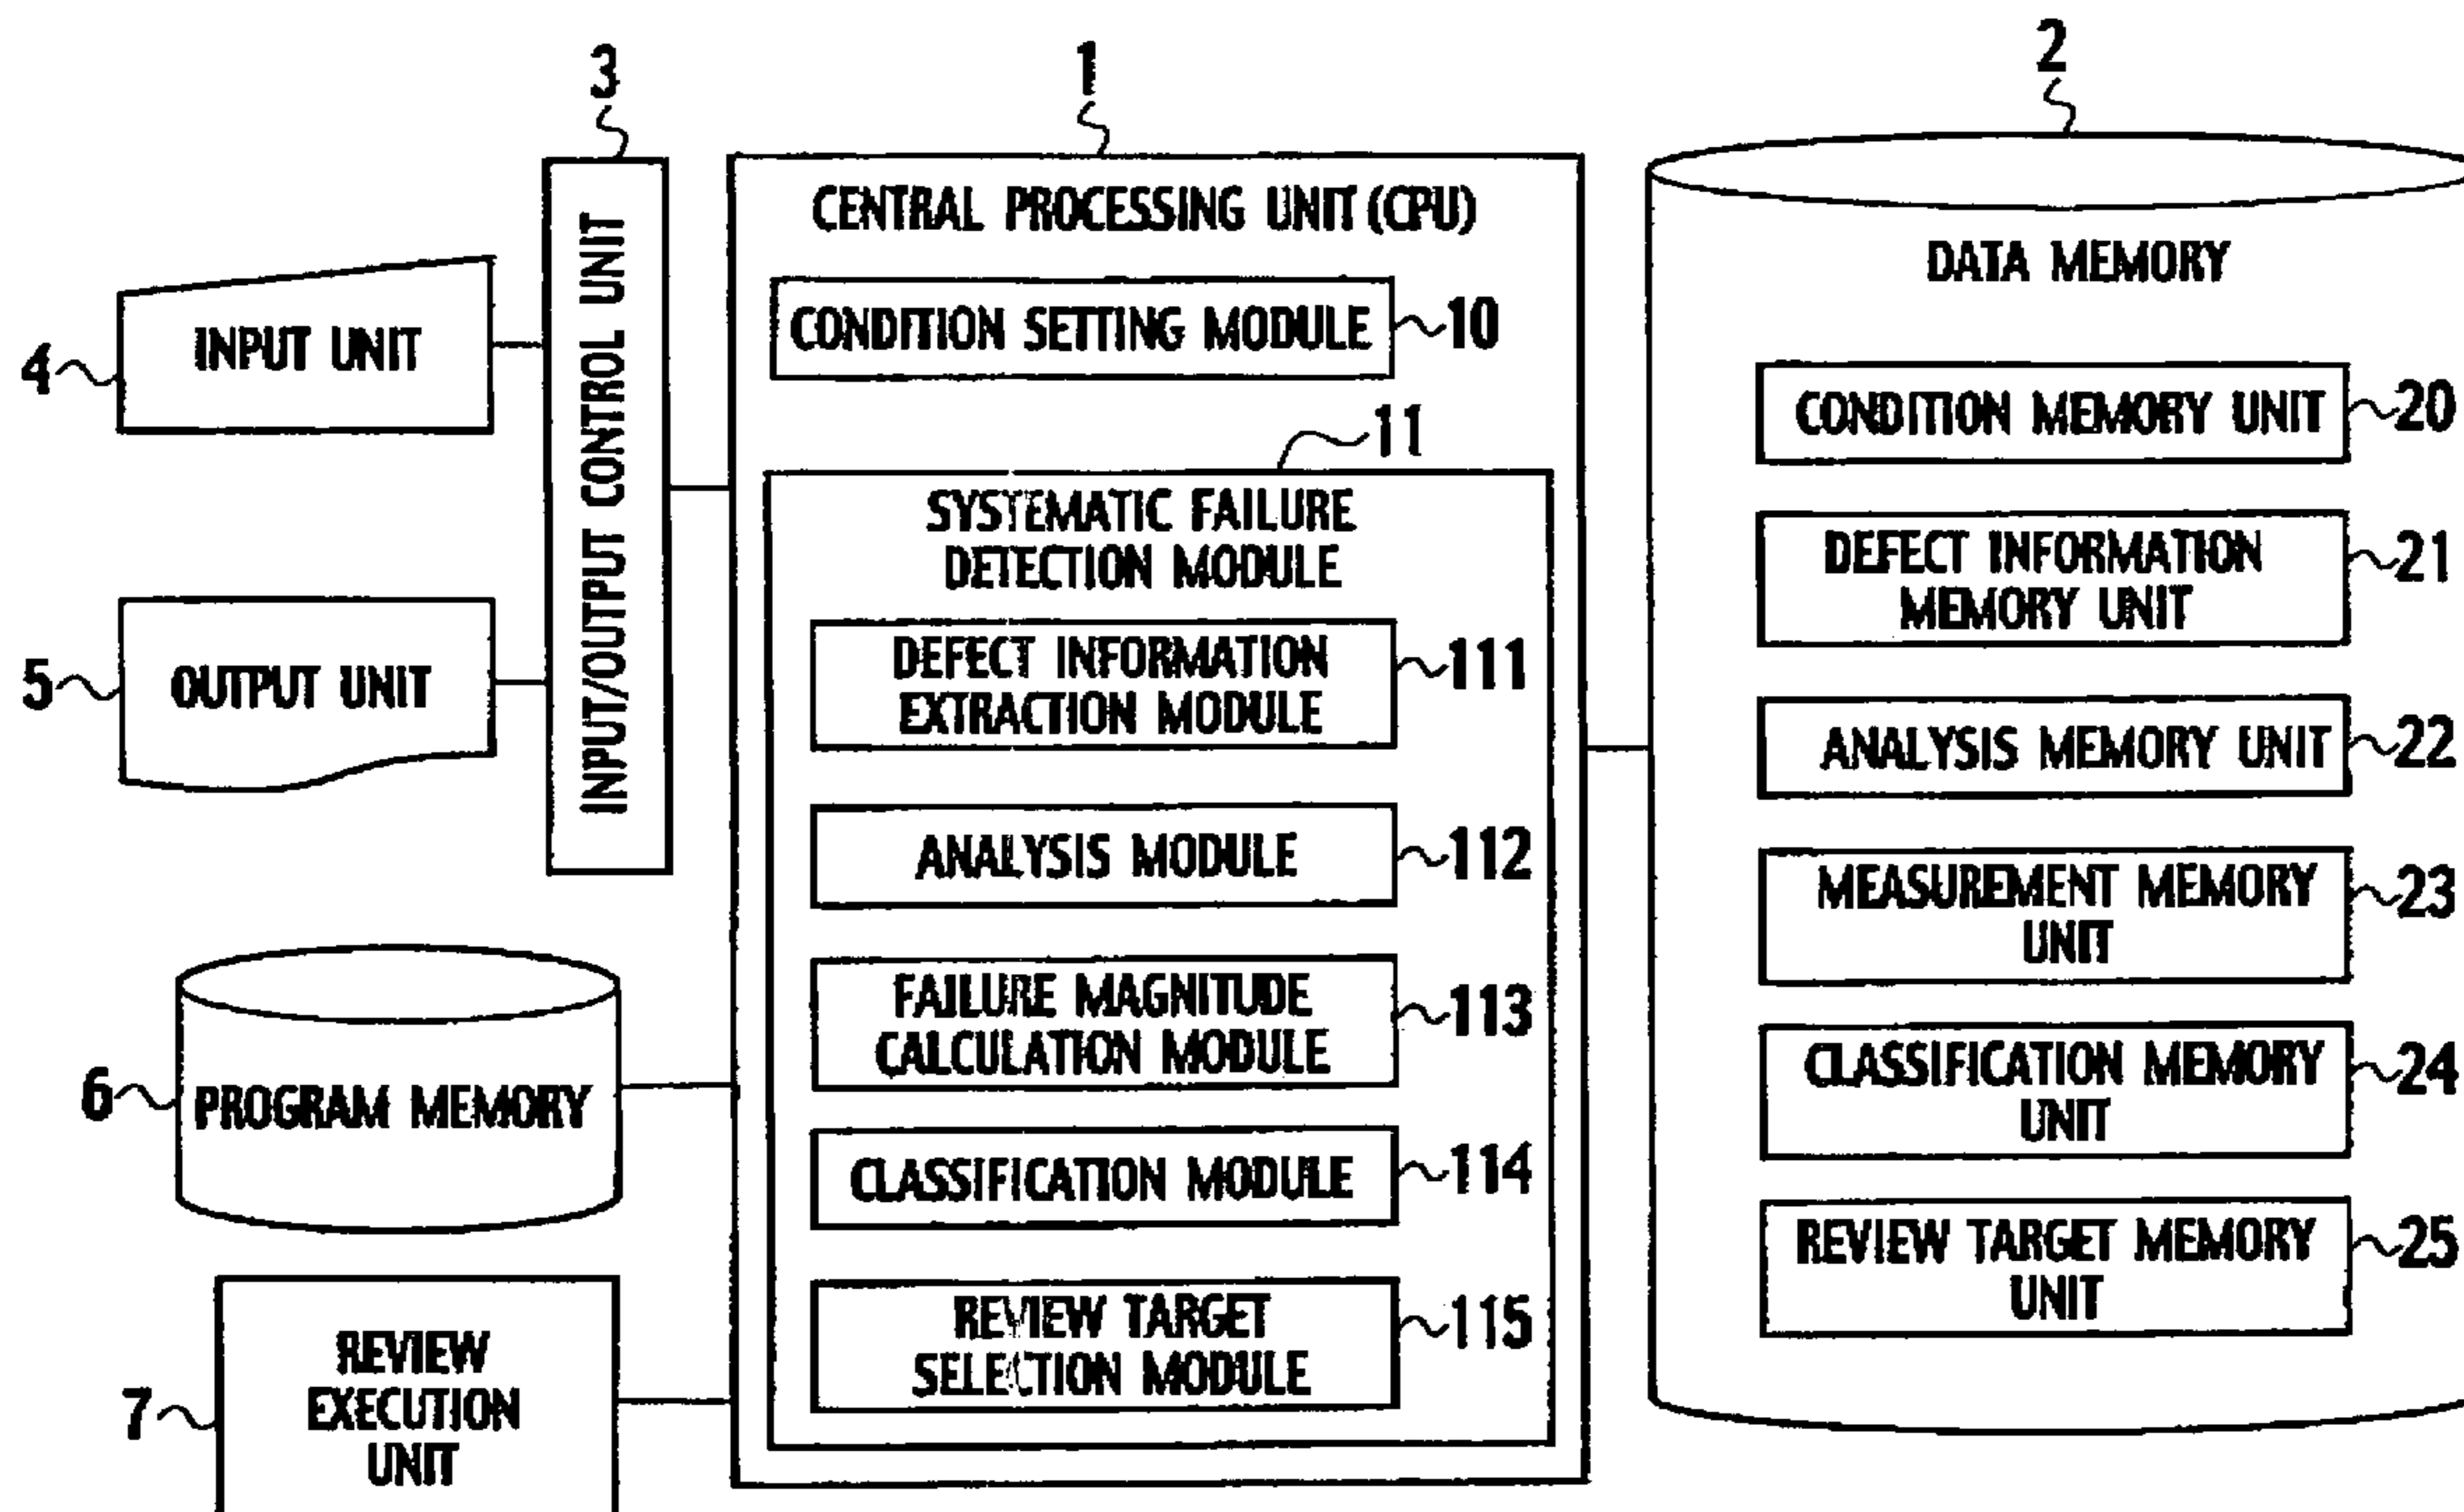 3
1
2
CENTRAL PROCESSING UNIT (CPU)
INPUT/OUTPUT CONTROL UNIT
DATA MEMORY
CONDITION SETTING MODULE
10
INPUT UNIT
4
CONDITION MEMORY UNIT
20
11
SYSTEMATIC FAILURE
DETECTION MODULE
DEFECT INFORMATION
MEMORY UNIT
21
DEFECT INFORMATION
EXTRACTION MODULE
111
OUTPUT UNIT
5
ANALYSIS MEMORY UNIT
22
ANALYSIS MODULE
112
MEASUREMENT MEMORY
UNIT
23
FAILURE MAGNITUDE
CALCULATION MODULE
113
CLASSIFICATION MEMORY
UNIT
24
6
PROGRAM MEMORY
CLASSIFICATION MODULE
114
REVIEW TARGET MEMORY
UNIT
25
REVIEW TARGET
SELECTION MODULE
115
REVIEW
EXECUTION
UNIT
7